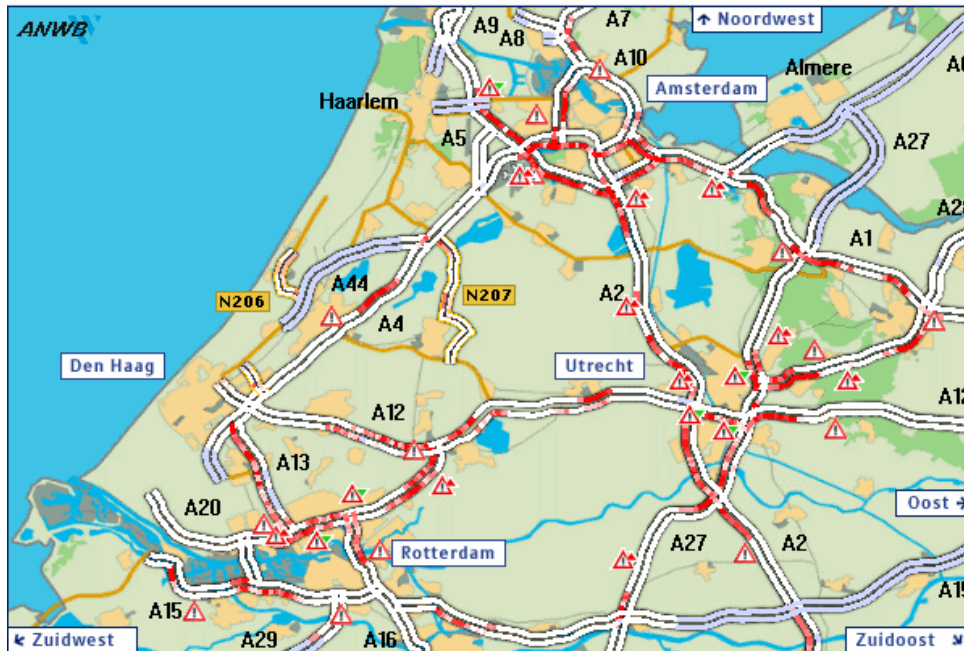 ANWB
A9
A8
A7
Noordwest
A10
Almere
Amsterdam
Haarlem
A5
A27
A28
A1
A44
N206
N207
A2
A4
Den Haag
Utrecht
A12
A12
A13
A20
Oost
Rotterdam
A27
A2
A15
A15
A29
A16
Zuidwest
Zuidoost